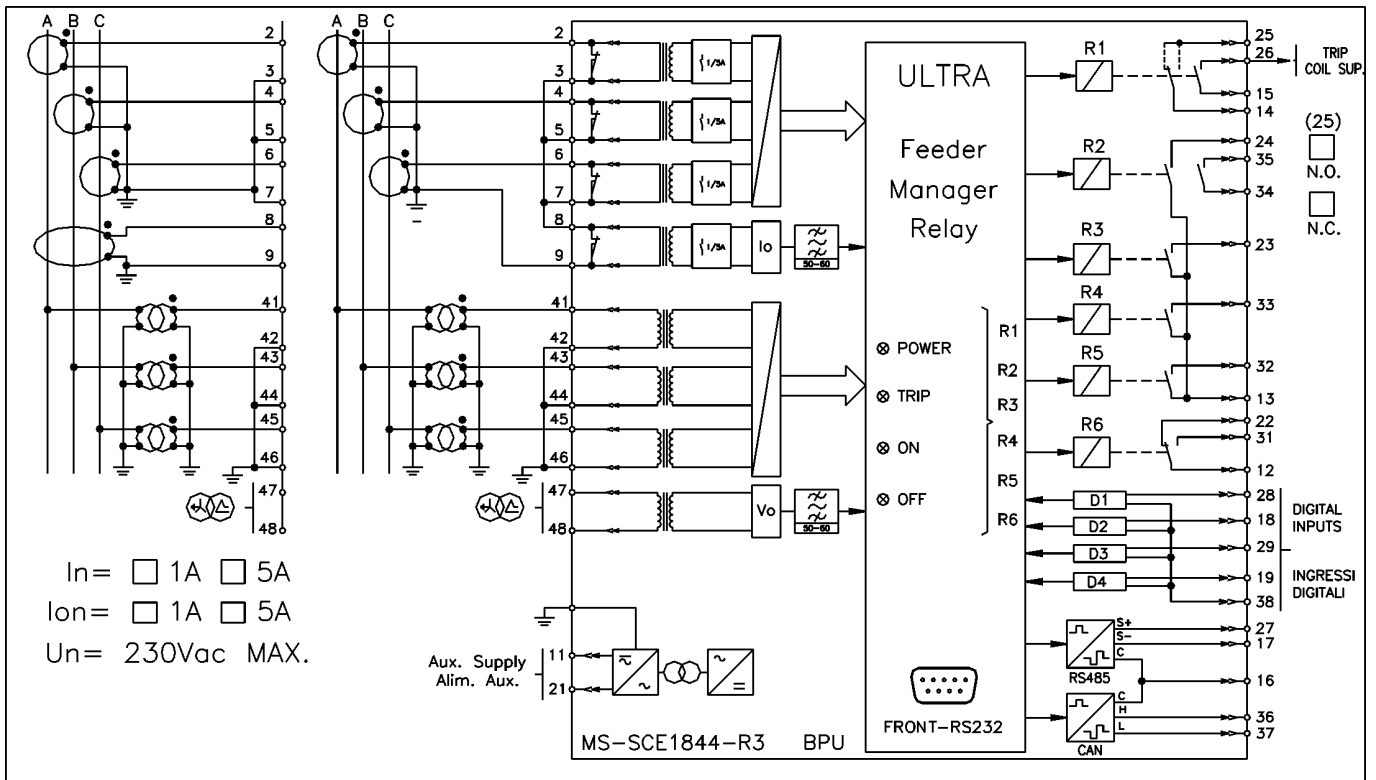 A B C
2
3
4
5
6
7
8
9
41
42
43
44
45
46
47
48
In= 1A 5A
Ion= 1A 5A
Un= 230Vac MAX.
A B C
2
3
4
5
6
7
8
9
41
42
43
44
45
46
47
48
Aux. Supply
Alim. Aux.
11
21
1/5A
1/5A
1/5A
1/5A
Io
50-60
Vo
50-60
MS-SCE1844-R3 BPU
ULTRA
Feeder
Manager
Relay
POWER
TRIP
ON
OFF
R1
R2
R3
R4
R5
R6
FRONT-RS232
R1
R2
R3
R4
R5
R6
D1
D2
D3
D4
S+
S-
C
RS485
C
H
L
CAN
25
26
15
14
24
35
34
23
33
32
13
22
31
12
28
18
29
19
38
27
17
16
36
37
TRIP
COIL SUP.
(25)
N.O.
N.C.
DIGITAL
INPUTS
INGRESSI
DIGITALI